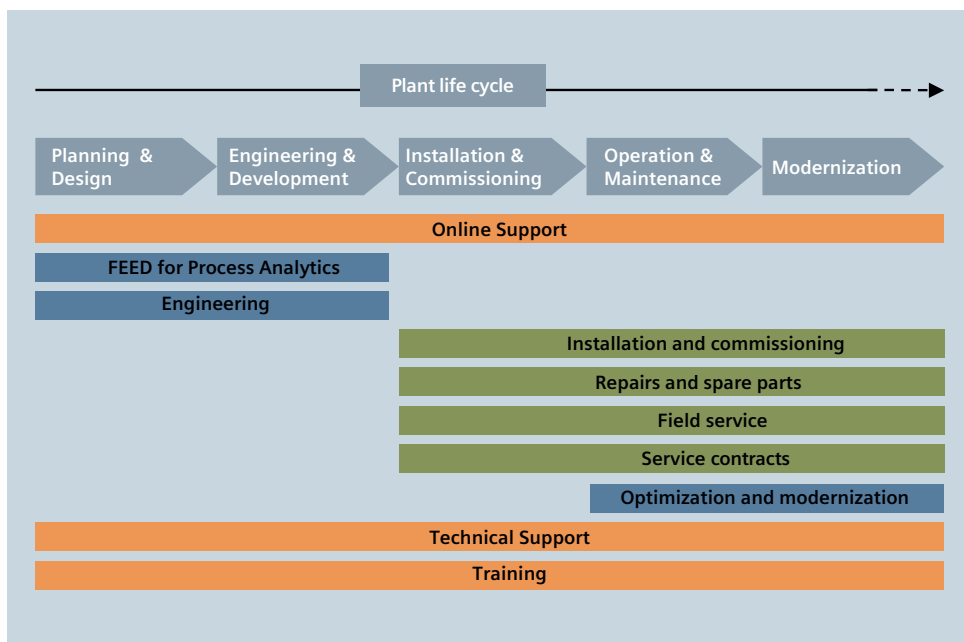 Plant life cycle
Planning &
Design
Engineering &
Development
Installation &
Commissioning
Operation &
Maintenance
Modernization
Online Support
FEED for Process Analytics
Engineering
Installation and commissioning
Repairs and spare parts
Field service
Service contracts
Optimization and modernization
Technical Support
Training